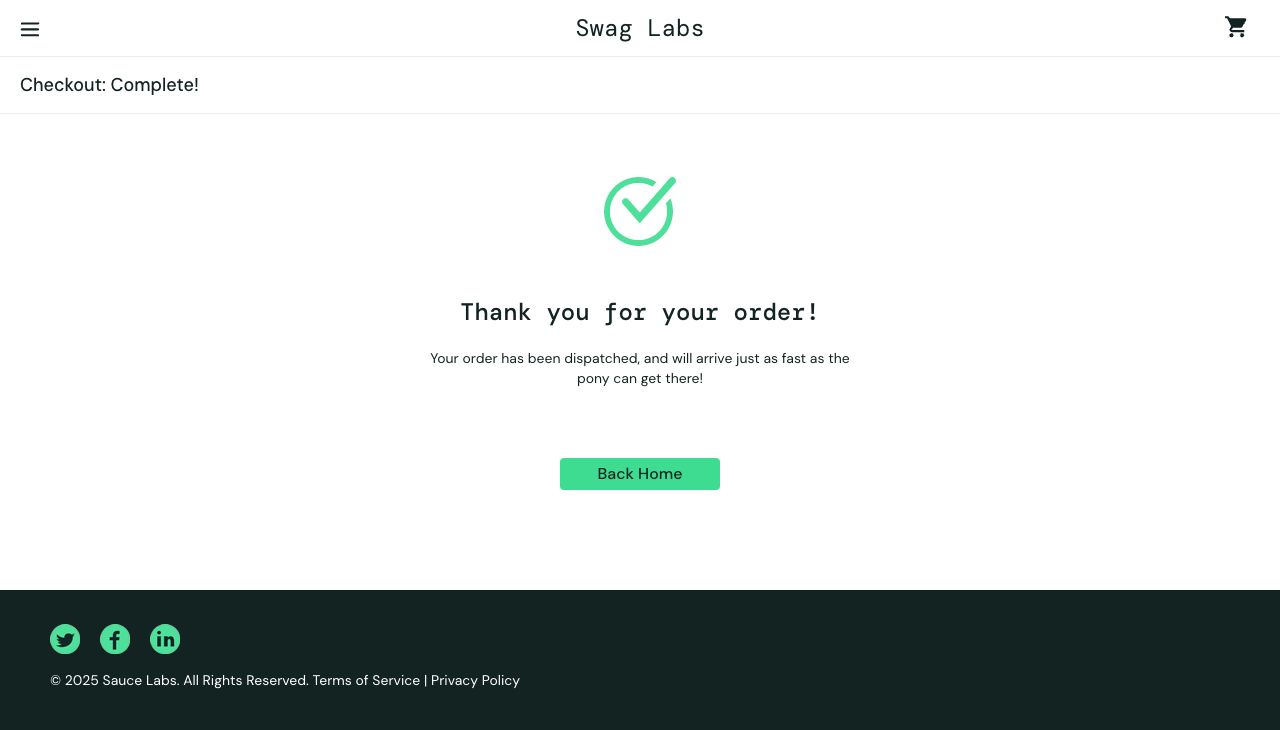 Swag Labs
Checkout: Complete!
Thank you for your order!
Your order has been dispatched, and will arrive just as fast as the
pony can get there!
Back Home
© 2025 Sauce Labs. All Rights Reserved. Terms of Service | Privacy Policy